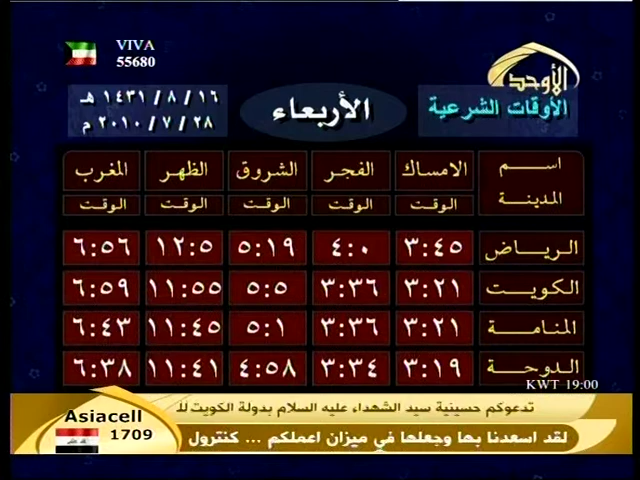 VIVA
55680
الأوحد
١٦ / ٨ / ١٤٣١ هـ
٢٨ / ٧ / ٢٠١٠ م
الأربعاء
الأوقات الشرعية
اسم المدينة الامساك الفجر الشروق الظهر المغرب
الوقت الوقت الوقت الوقت الوقت
الرياض ٣:٤٥ ٤:٠ ٥:١٩ ١٢:٥ ٦:٥٦
الكويت ٣:٢١ ٣:٣٦ ٥:٥ ١١:٥٥ ٦:٥٩
المنامة ٣:٢١ ٣:٣٦ ٥:١ ١١:٤٥ ٦:٤٣
الدوحة ٣:١٩ ٣:٣٤ ٤:٥٨ ١١:٤١ ٦:٣٨
KWT 19:00
تدعوكم حسينية سيد الشهداء عليه السلام بدولة الكويت للـ
Asiacell
1709
لقد اسعدنا بها وجعلها في ميزان اعملكم ... كنترول